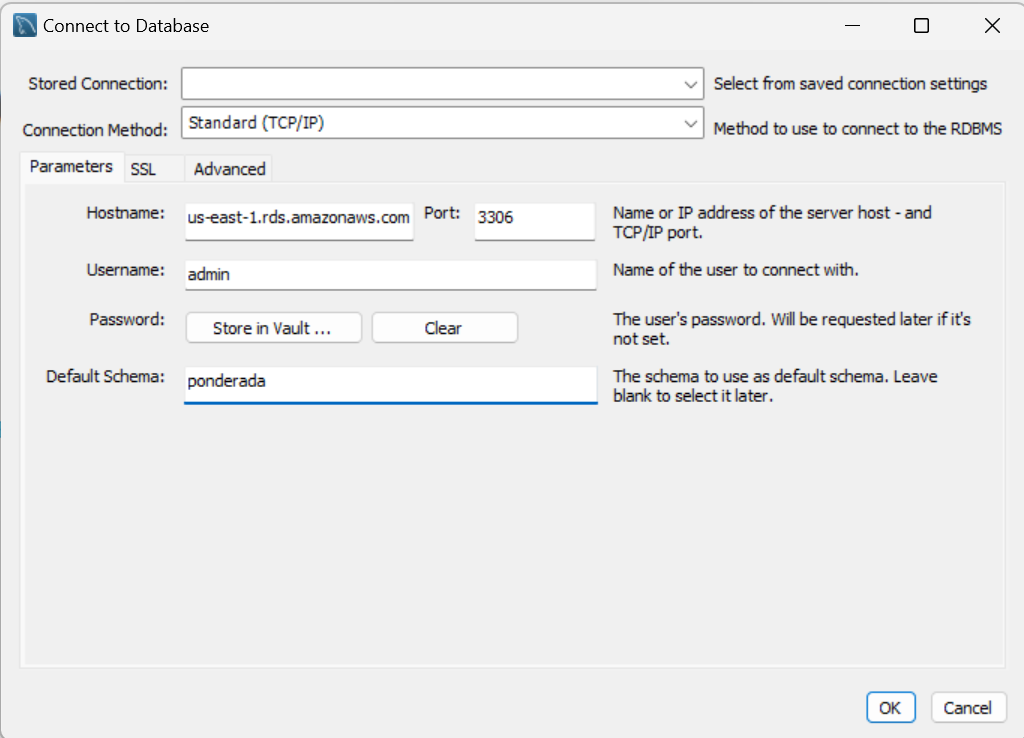 Connect to Database
Stored Connection: Select from saved connection settings
Connection Method: Standard (TCP/IP) Method to use to connect to the RDBMS
Parameters SSL Advanced
Hostname: us-east-1.rds.amazonaws.com Port: 3306 Name or IP address of the server host - and
TCP/IP port.
Username: admin Name of the user to connect with.
Password: Store in Vault ... Clear The user's password. Will be requested later if it's
not set.
Default Schema: ponderada The schema to use as default schema. Leave
blank to select it later.
OK Cancel